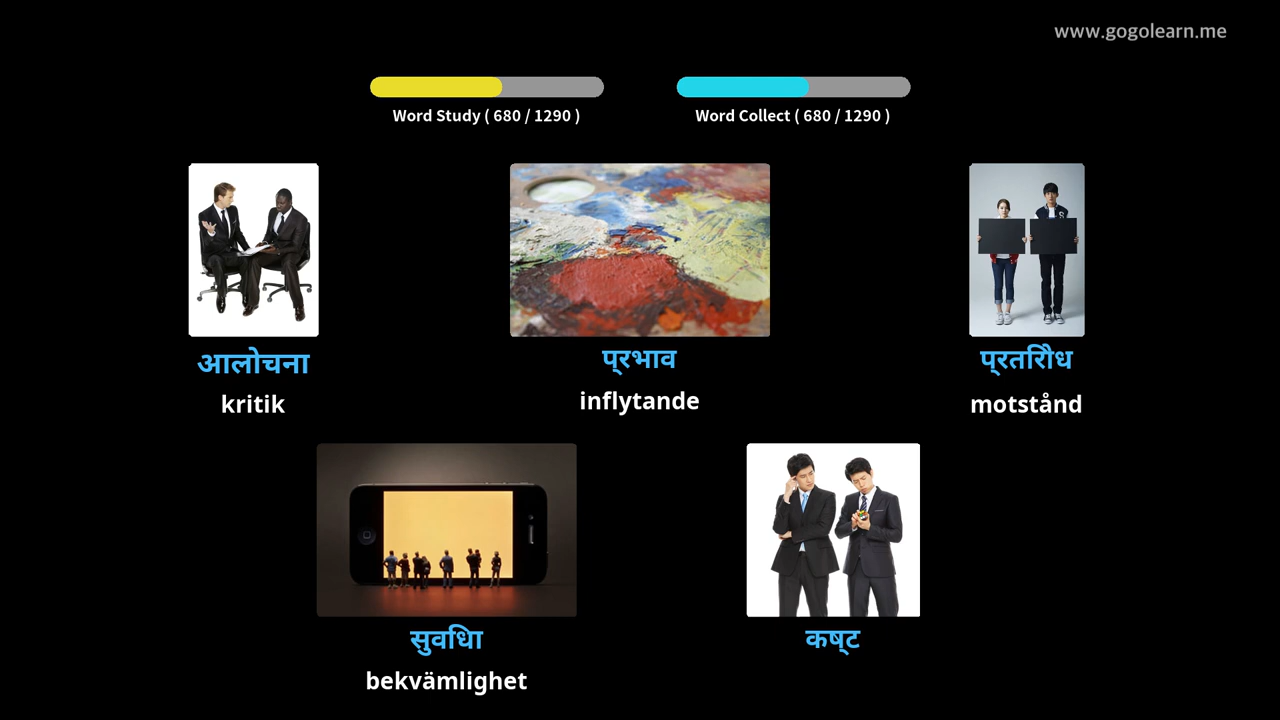 www.gogolearn.me
Word Study ( 680 / 1290 )
Word Collect ( 680 / 1290 )
आलोचना
kritik
प्रभाव
inflytande
प्रतिरोध
motstånd
सुविधा
bekvämlighet
कष्ट